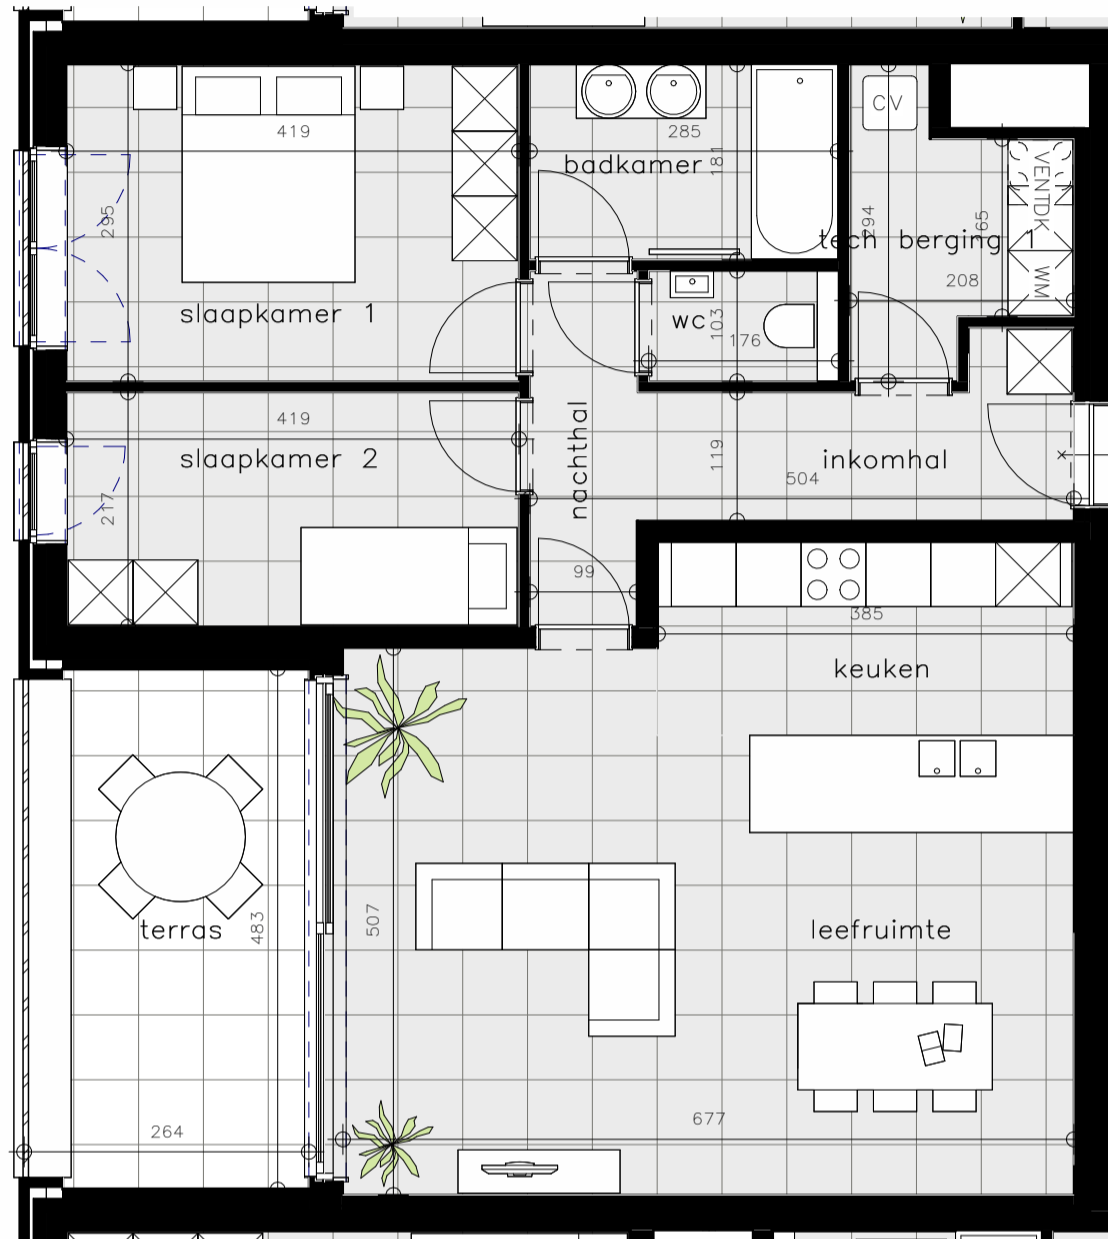 CV
419
285
badkamer
181
VENTDK
295
294
165
tech berging 1
208
WM
slaapkamer 1
wc
103
176
419
slaapkamer 2
nachthal
119
inkomhal
504
217
99
385
keuken
terras
483
507
leefruimte
264
677